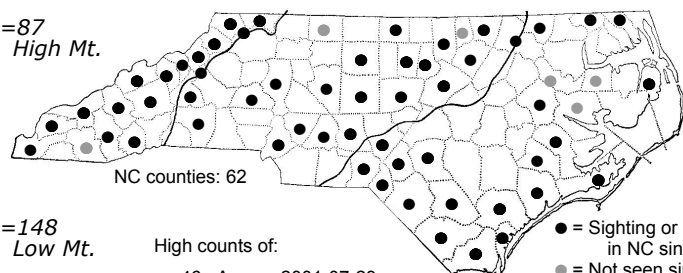 =87
High Mt.
NC counties: 62
=148
Low Mt.
High counts of:
● = Sighting or
in NC sin
● = Not seen si